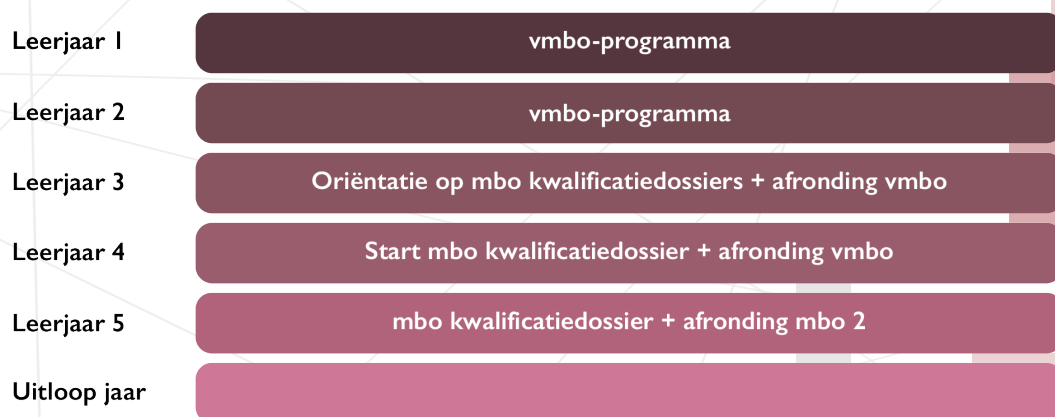 Leerjaar 1
vmbo-programma
Leerjaar 2
vmbo-programma
Leerjaar 3
Oriëntatie op mbo kwalificatiedossiers + afronding vmbo
Leerjaar 4
Start mbo kwalificatiedossier + afronding vmbo
Leerjaar 5
mbo kwalificatiedossier + afronding mbo 2
Uitloop jaar